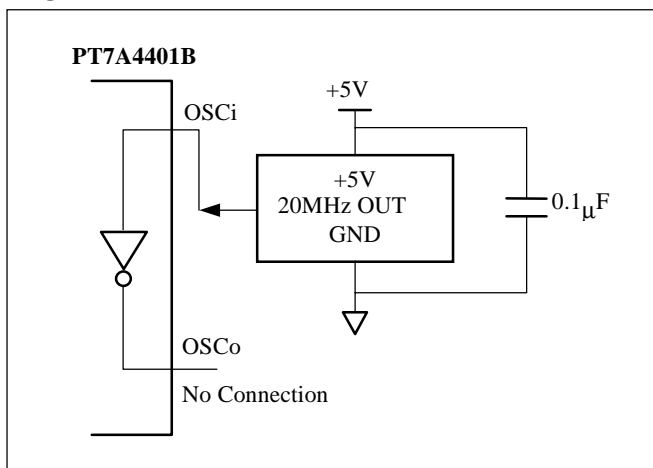 PT7A4401B
OSCi
+5V
+5V
20MHz OUT
GND
0.1μF
OSCo
No Connection